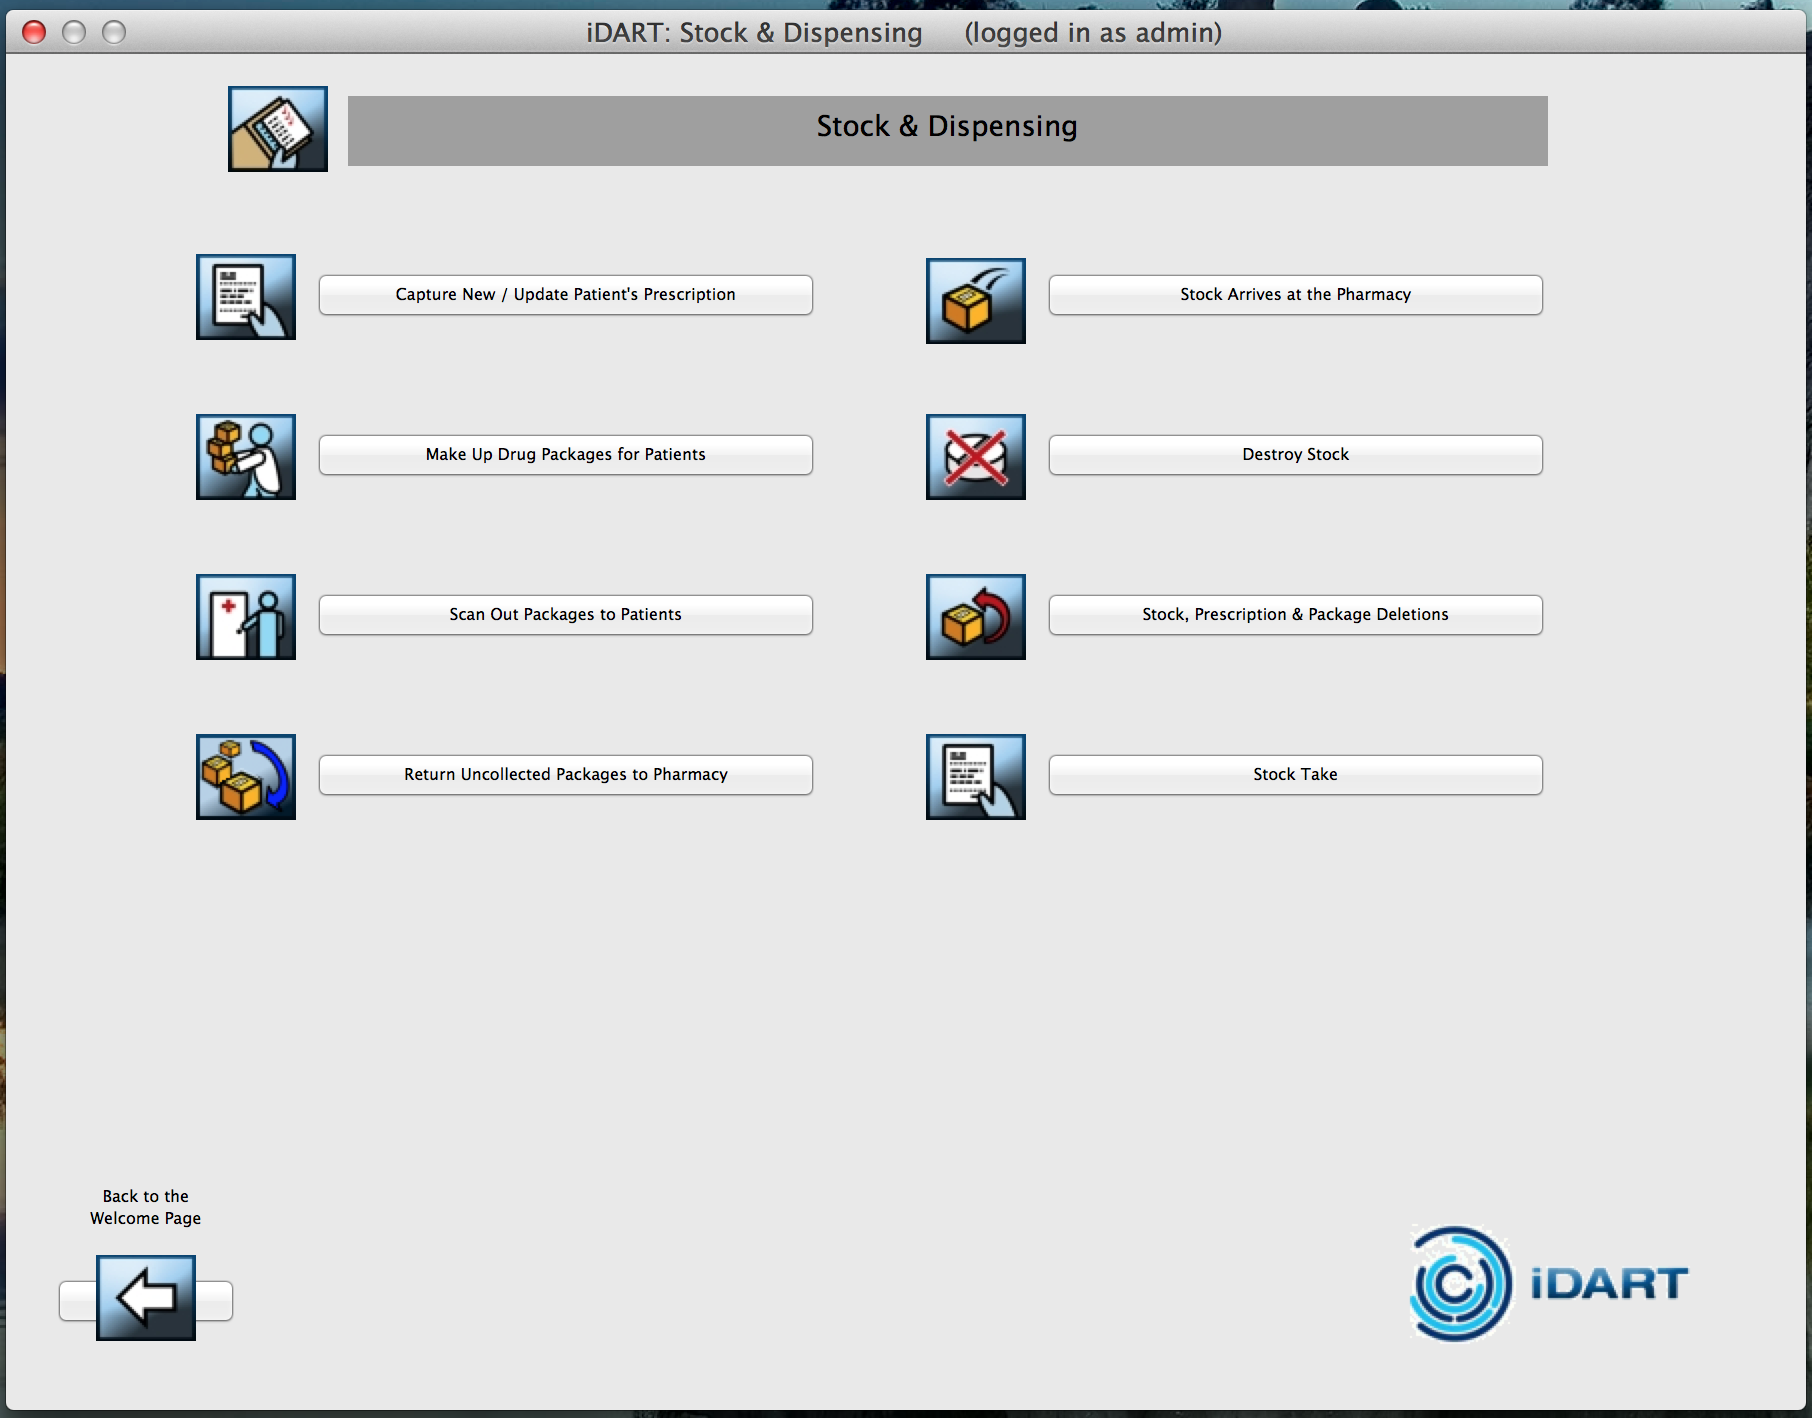 iDART: Stock & Dispensing (logged in as admin)
Stock & Dispensing
Capture New / Update Patient's Prescription
Stock Arrives at the Pharmacy
Make Up Drug Packages for Patients
Destroy Stock
Scan Out Packages to Patients
Stock, Prescription & Package Deletions
Return Uncollected Packages to Pharmacy
Stock Take
Back to the
Welcome Page
iDART